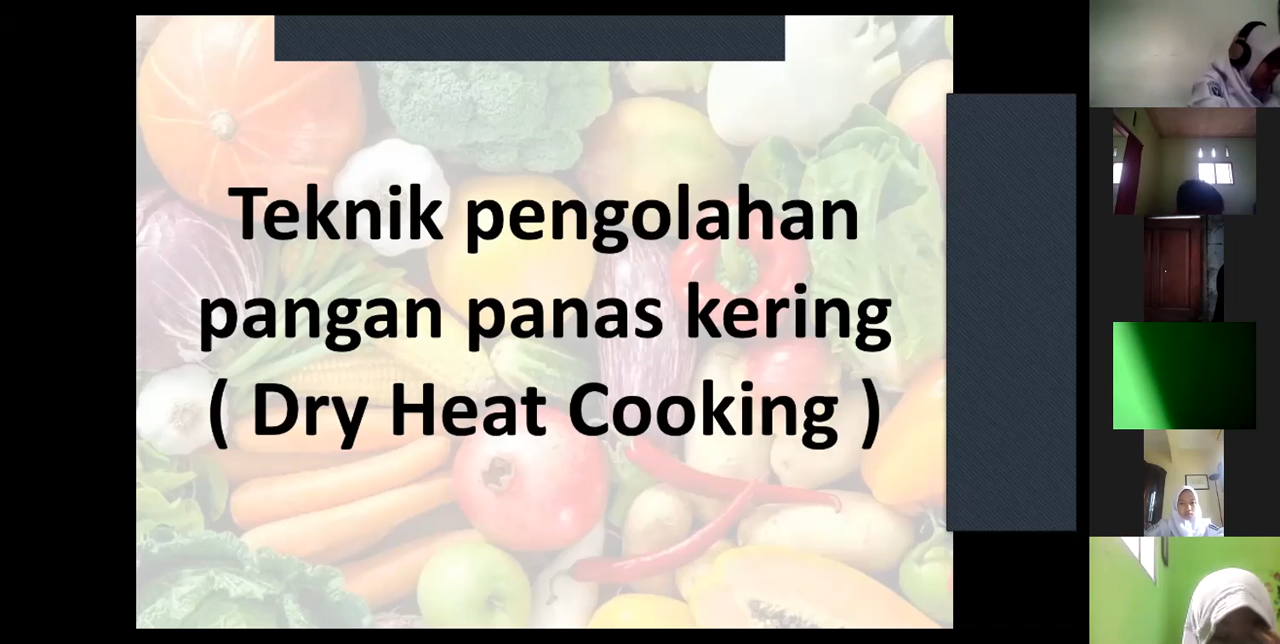 Teknik pengolahan
pangan panas kering
( Dry Heat Cooking )